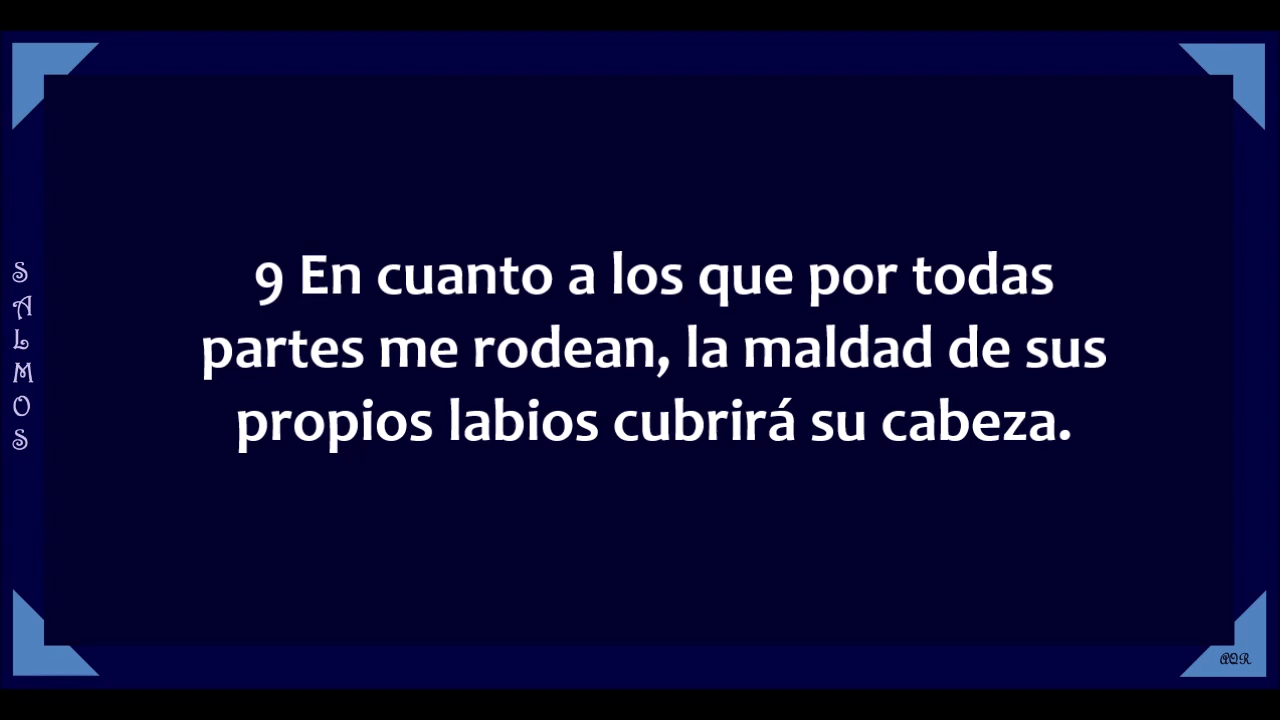 SALMOS
9 En cuanto a los que por todas
partes me rodean, la maldad de sus
propios labios cubrirá su cabeza.